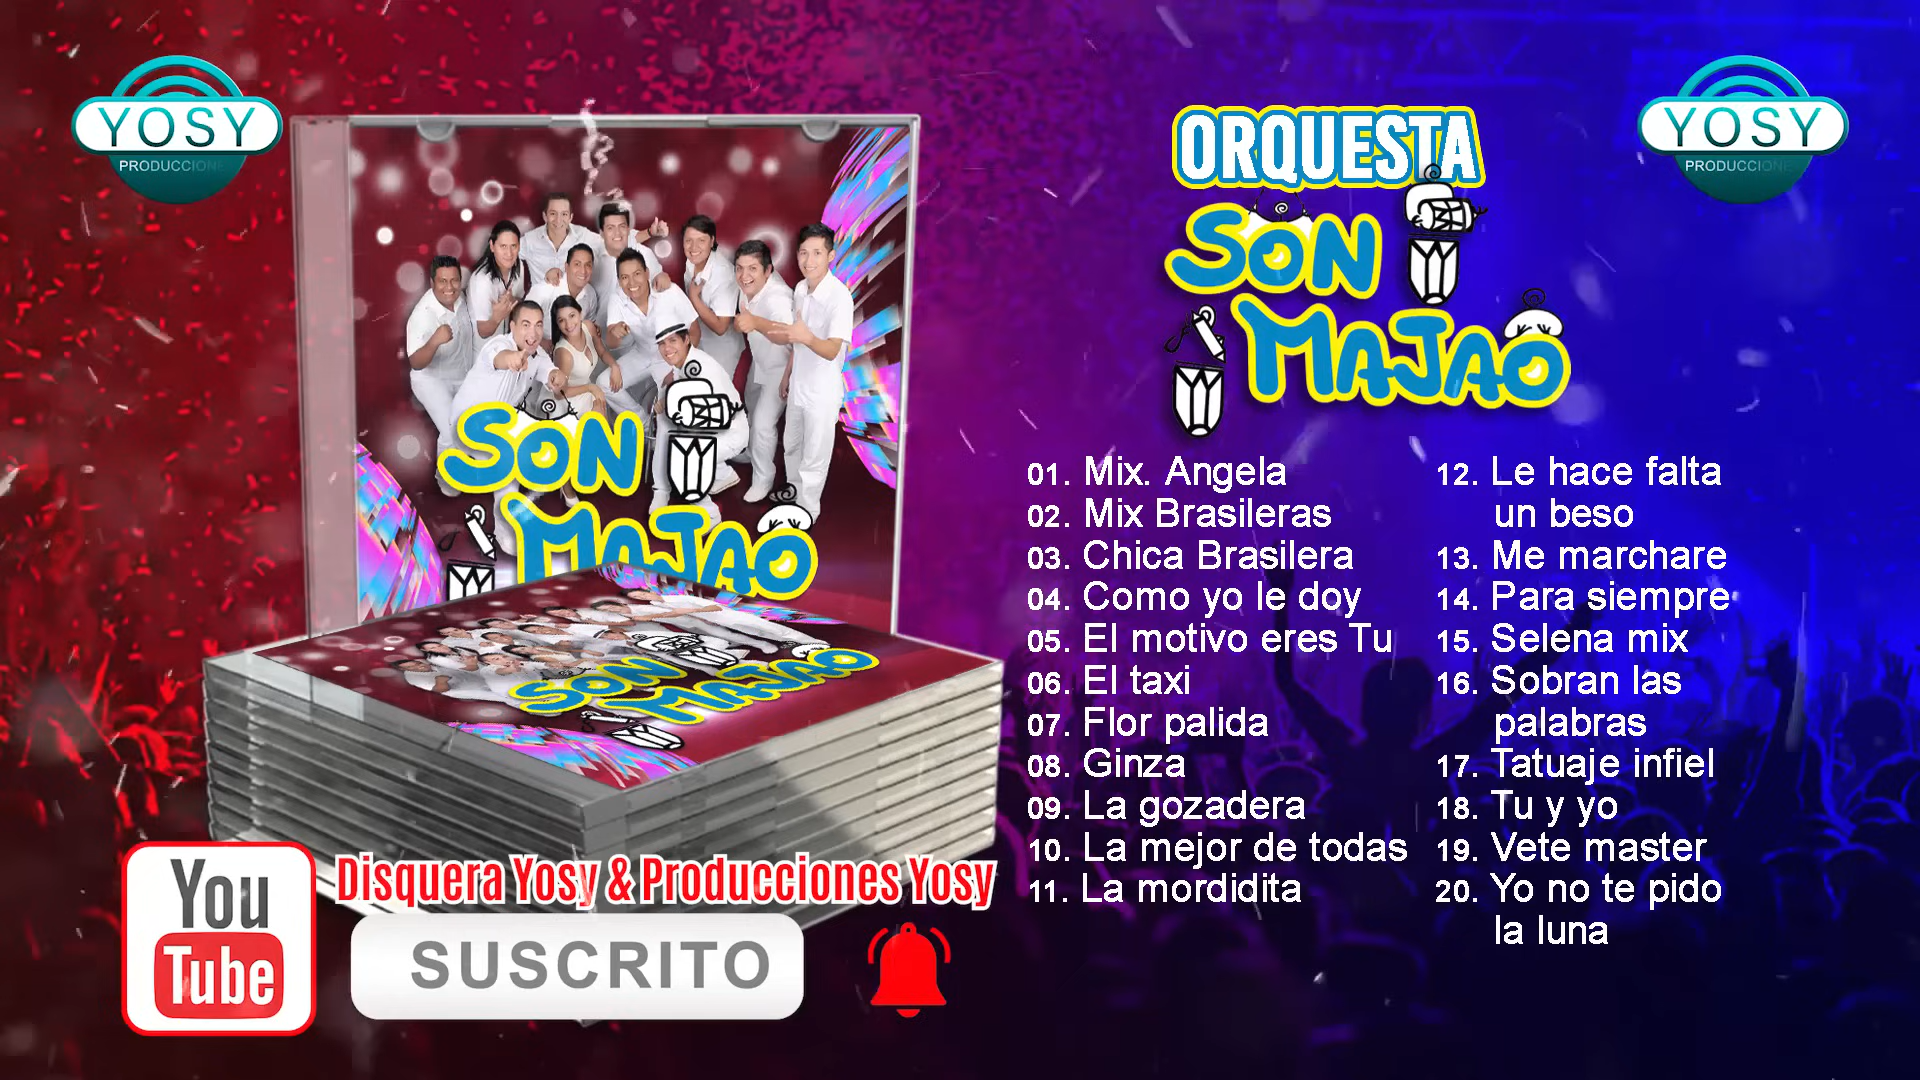 YOSY
PRODUCCIONE
YOSY
PRODUCCIONE
ORQUESTA
SON
MAJAO
SON
MAJAO
SON
MAJAO
01. Mix. Angela
02. Mix Brasileras
03. Chica Brasilera
04. Como yo le doy
05. El motivo eres Tu
06. El taxi
07. Flor palida
08. Ginza
09. La gozadera
10. La mejor de todas
11. La mordidita
12. Le hace falta
un beso
13. Me marchare
14. Para siempre
15. Selena mix
16. Sobran las
palabras
17. Tatuaje infiel
18. Tu y yo
19. Vete master
20. Yo no te pido
la luna
You
Tube
Disquera Yosy & Producciones Yosy
SUSCRITO